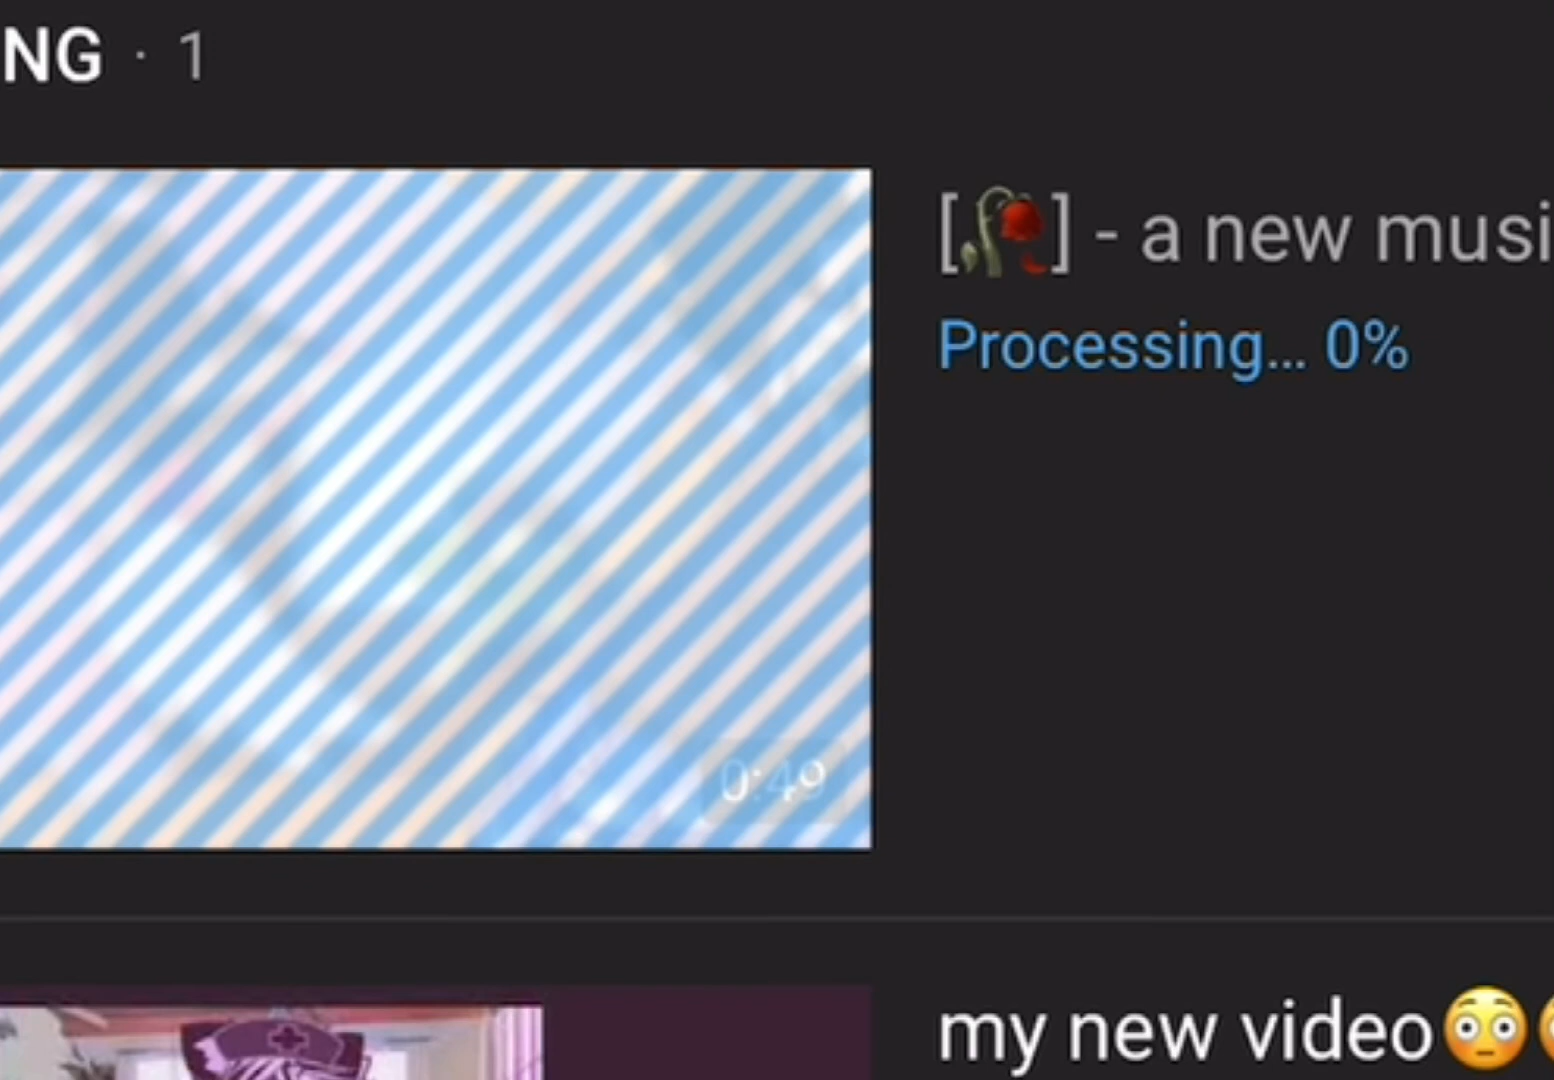 NG · 1
[🥀] - a new musi
Processing... 0%
0:49
my new video😳